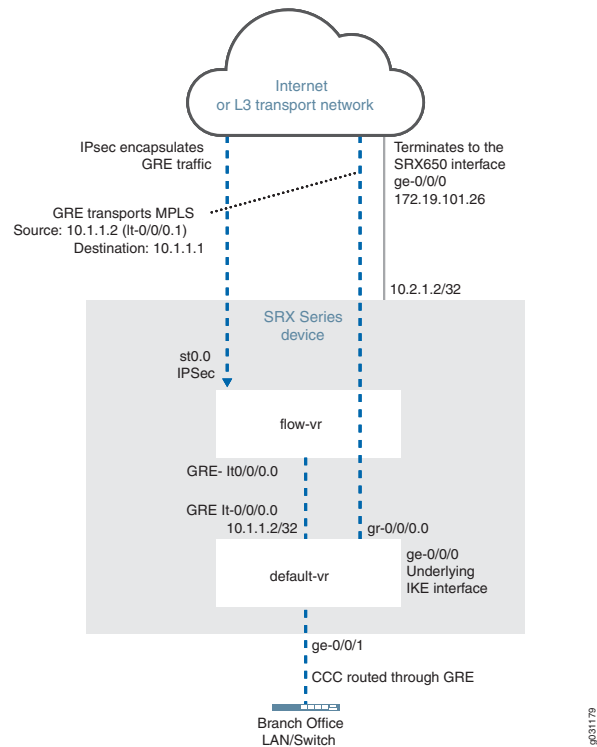 Internet
or L3 transport network
IPsec encapsulates
GRE traffic
Terminates to the
SRX650 interface
ge-0/0/0
172.19.101.26
GRE transports MPLS
Source: 10.1.1.2 (lt-0/0/0.1)
Destination: 10.1.1.1
10.2.1.2/32
SRX Series
device
st0.0
IPSec
flow-vr
GRE- lt0/0/0.0
GRE lt-0/0/0.0
10.1.1.2/32
gr-0/0/0.0
default-vr
ge-0/0/0
Underlying
IKE interface
ge-0/0/1
CCC routed through GRE
Branch Office
LAN/Switch
g031179